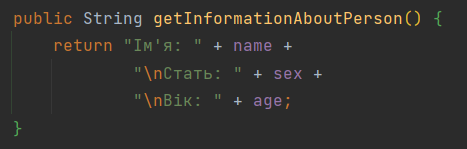 public String getInformationAboutPerson() {
    return "Ім'я: " + name +
            "\nСтать: " + sex +
            "\nВік: " + age;
}